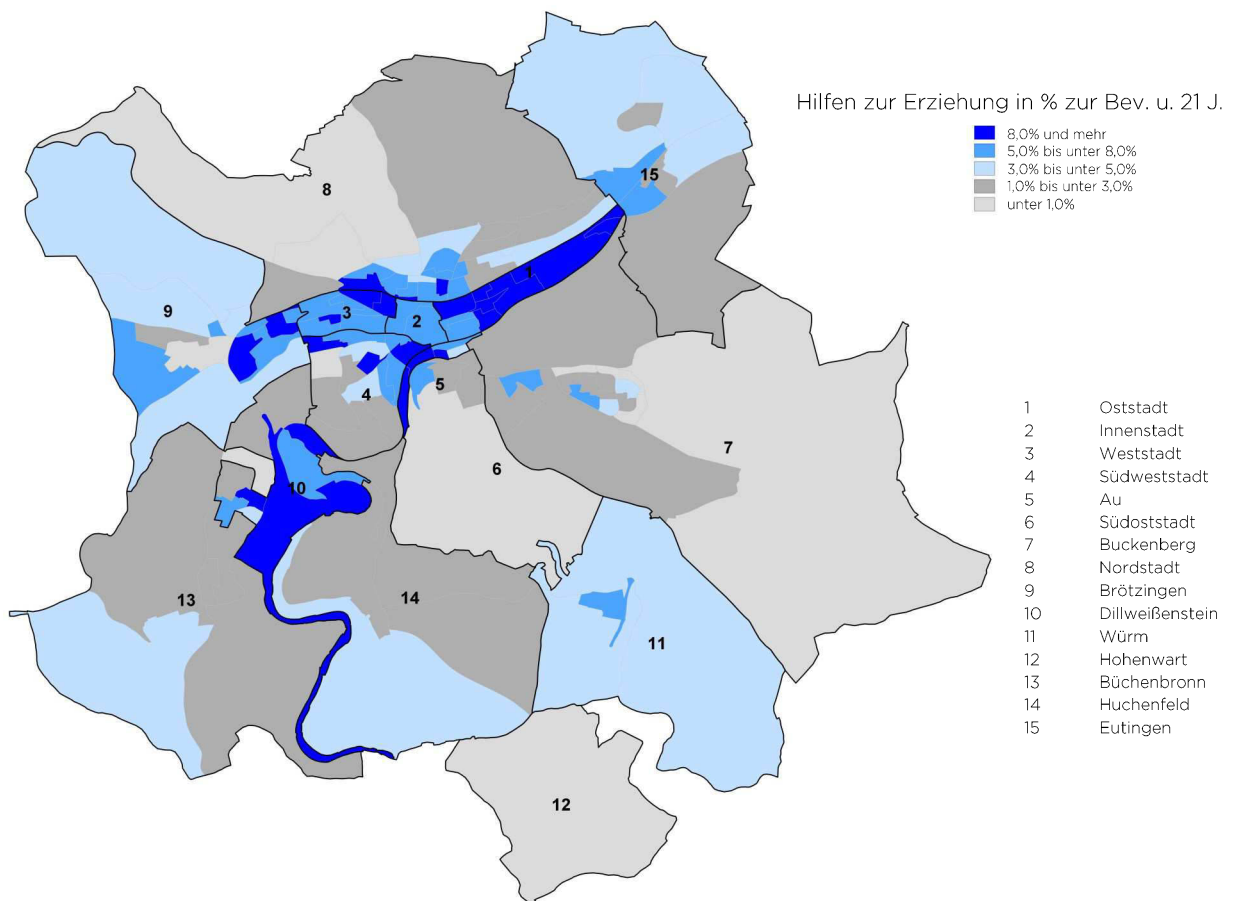 Hilfen zur Erziehung in % zur Bev. u. 21 J.
8,0% und mehr
5,0% bis unter 8,0%
3,0% bis unter 5,0%
1,0% bis unter 3,0%
unter 1,0%
15
8
1
9
3
2
4
5
7
6
10
13
14
11
12
1 Oststadt
2 Innenstadt
3 Weststadt
4 Südweststadt
5 Au
6 Südoststadt
7 Buckenberg
8 Nordstadt
9 Brötzingen
10 Dillweißenstein
11 Würm
12 Hohenwart
13 Büchenbronn
14 Huchenfeld
15 Eutingen